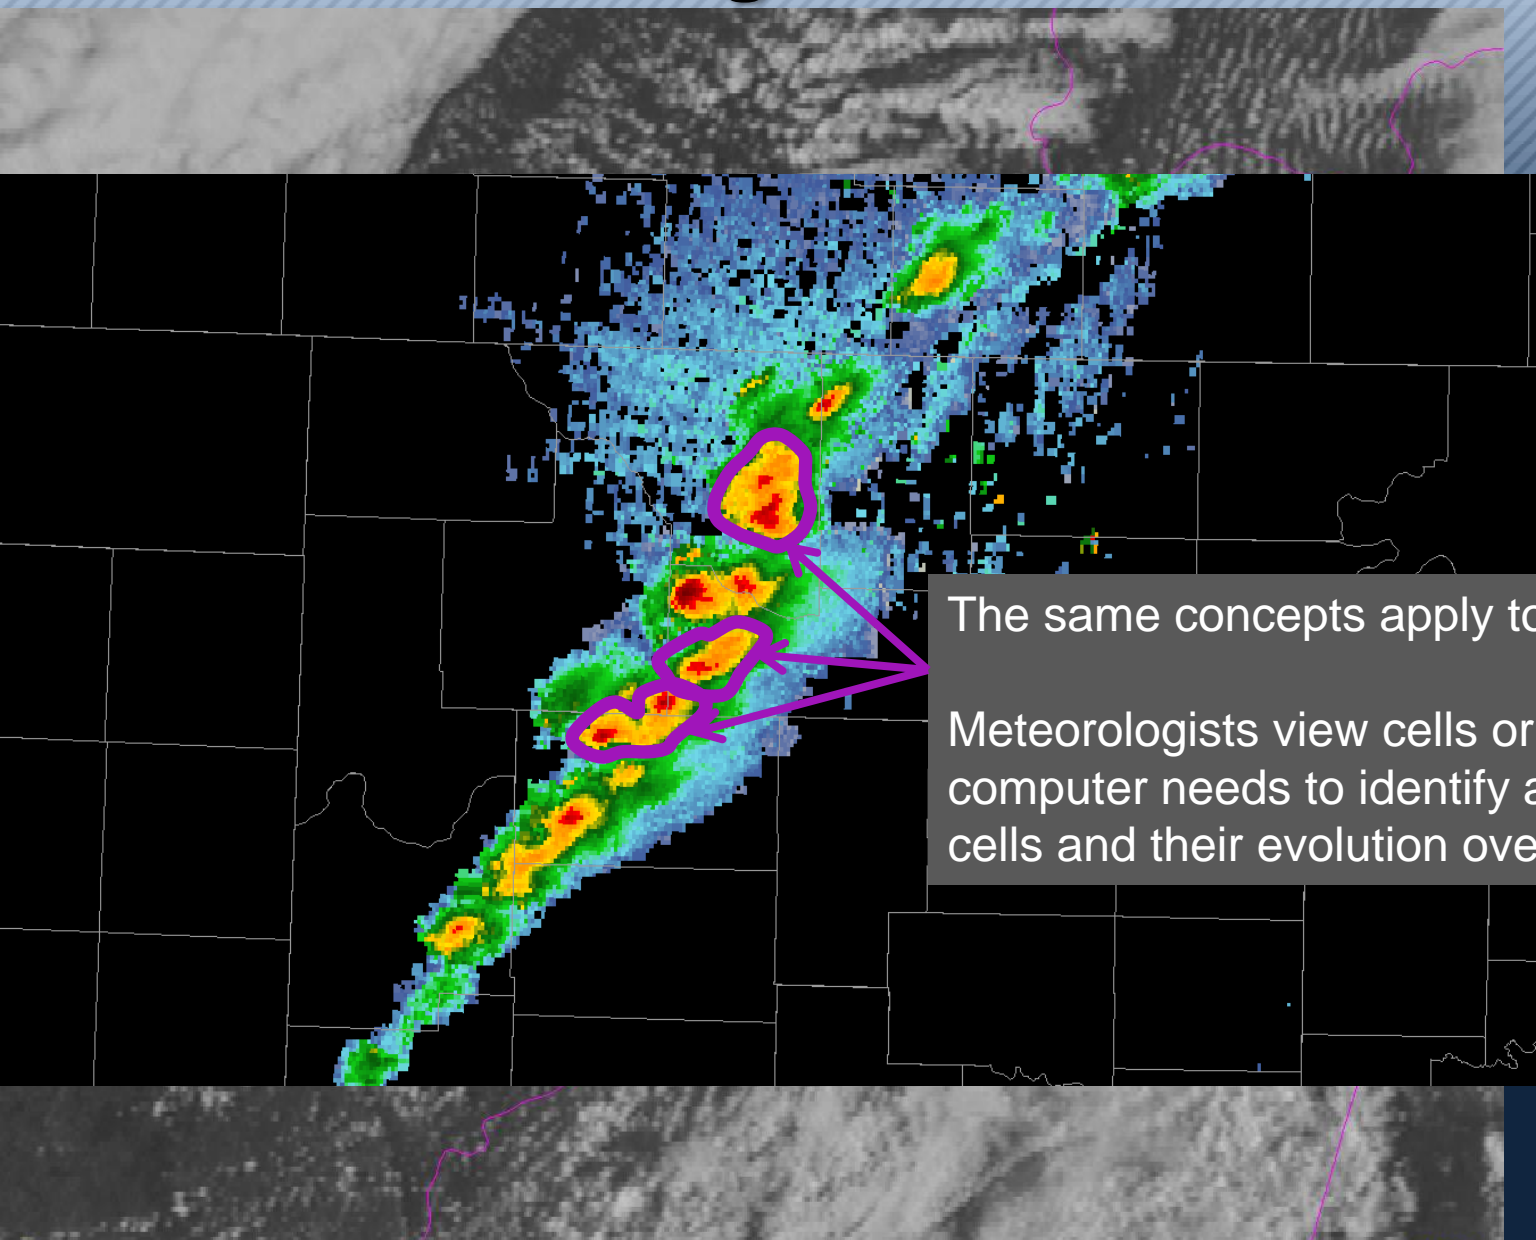 The same concepts apply to
Meteorologists view cells or
computer needs to identify a
cells and their evolution ove